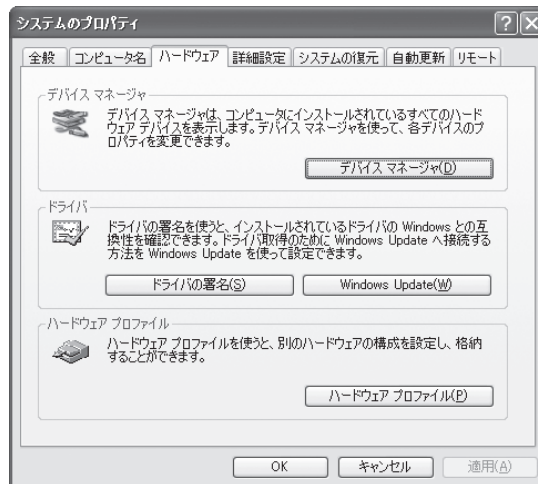 システムのプロパティ
全般 コンピュータ名 ハードウェア 詳細設定 システムの復元 自動更新 リモート
デバイス マネージャ
デバイス マネージャは、コンピュータにインストールされているすべてのハード
ウェア デバイスを表示します。デバイス マネージャを使って、各デバイスのプ
ロパティを変更できます。
デバイス マネージャ(D)
ドライバ
ドライバの署名を使うと、インストールされているドライバの Windows との互
換性を確認できます。ドライバ取得のために Windows Update へ接続する
方法を Windows Update を使って設定できます。
ドライバの署名(S) Windows Update(W)
ハードウェア プロファイル
ハードウェア プロファイルを使うと、別のハードウェアの構成を設定し、格納
することができます。
ハードウェア プロファイル(P)
OK キャンセル 適用(A)